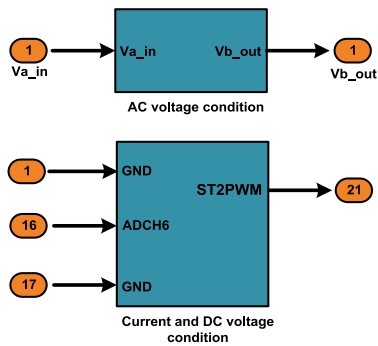 1 Va_in Vb_out 1
Va_in Vb_out
AC voltage condition
1 GND
ST2PWM 21
16 ADCH6
17 GND
Current and DC voltage
condition